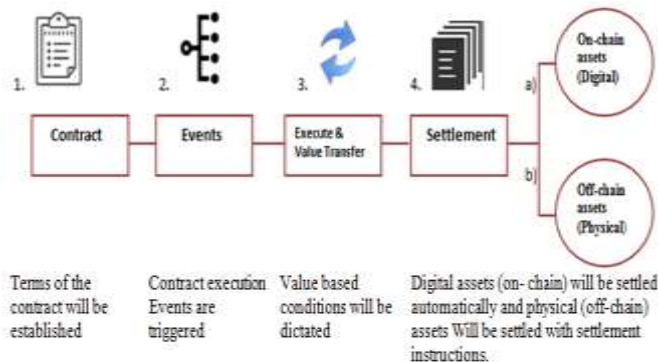 1.
2.
3.
4.
a)
On-chain
assets
(Digital)
Contract
Events
Execute &
Value Transfer
Settlement
b)
Off-chain
assets
(Physical)
Terms of the
contract will be
established
Contract execution
Events are
triggered
Value based
conditions will be
dictated
Digital assets (on- chain) will be settled
automatically and physical (off-chain)
assets Will be settled with settlement
instructions.